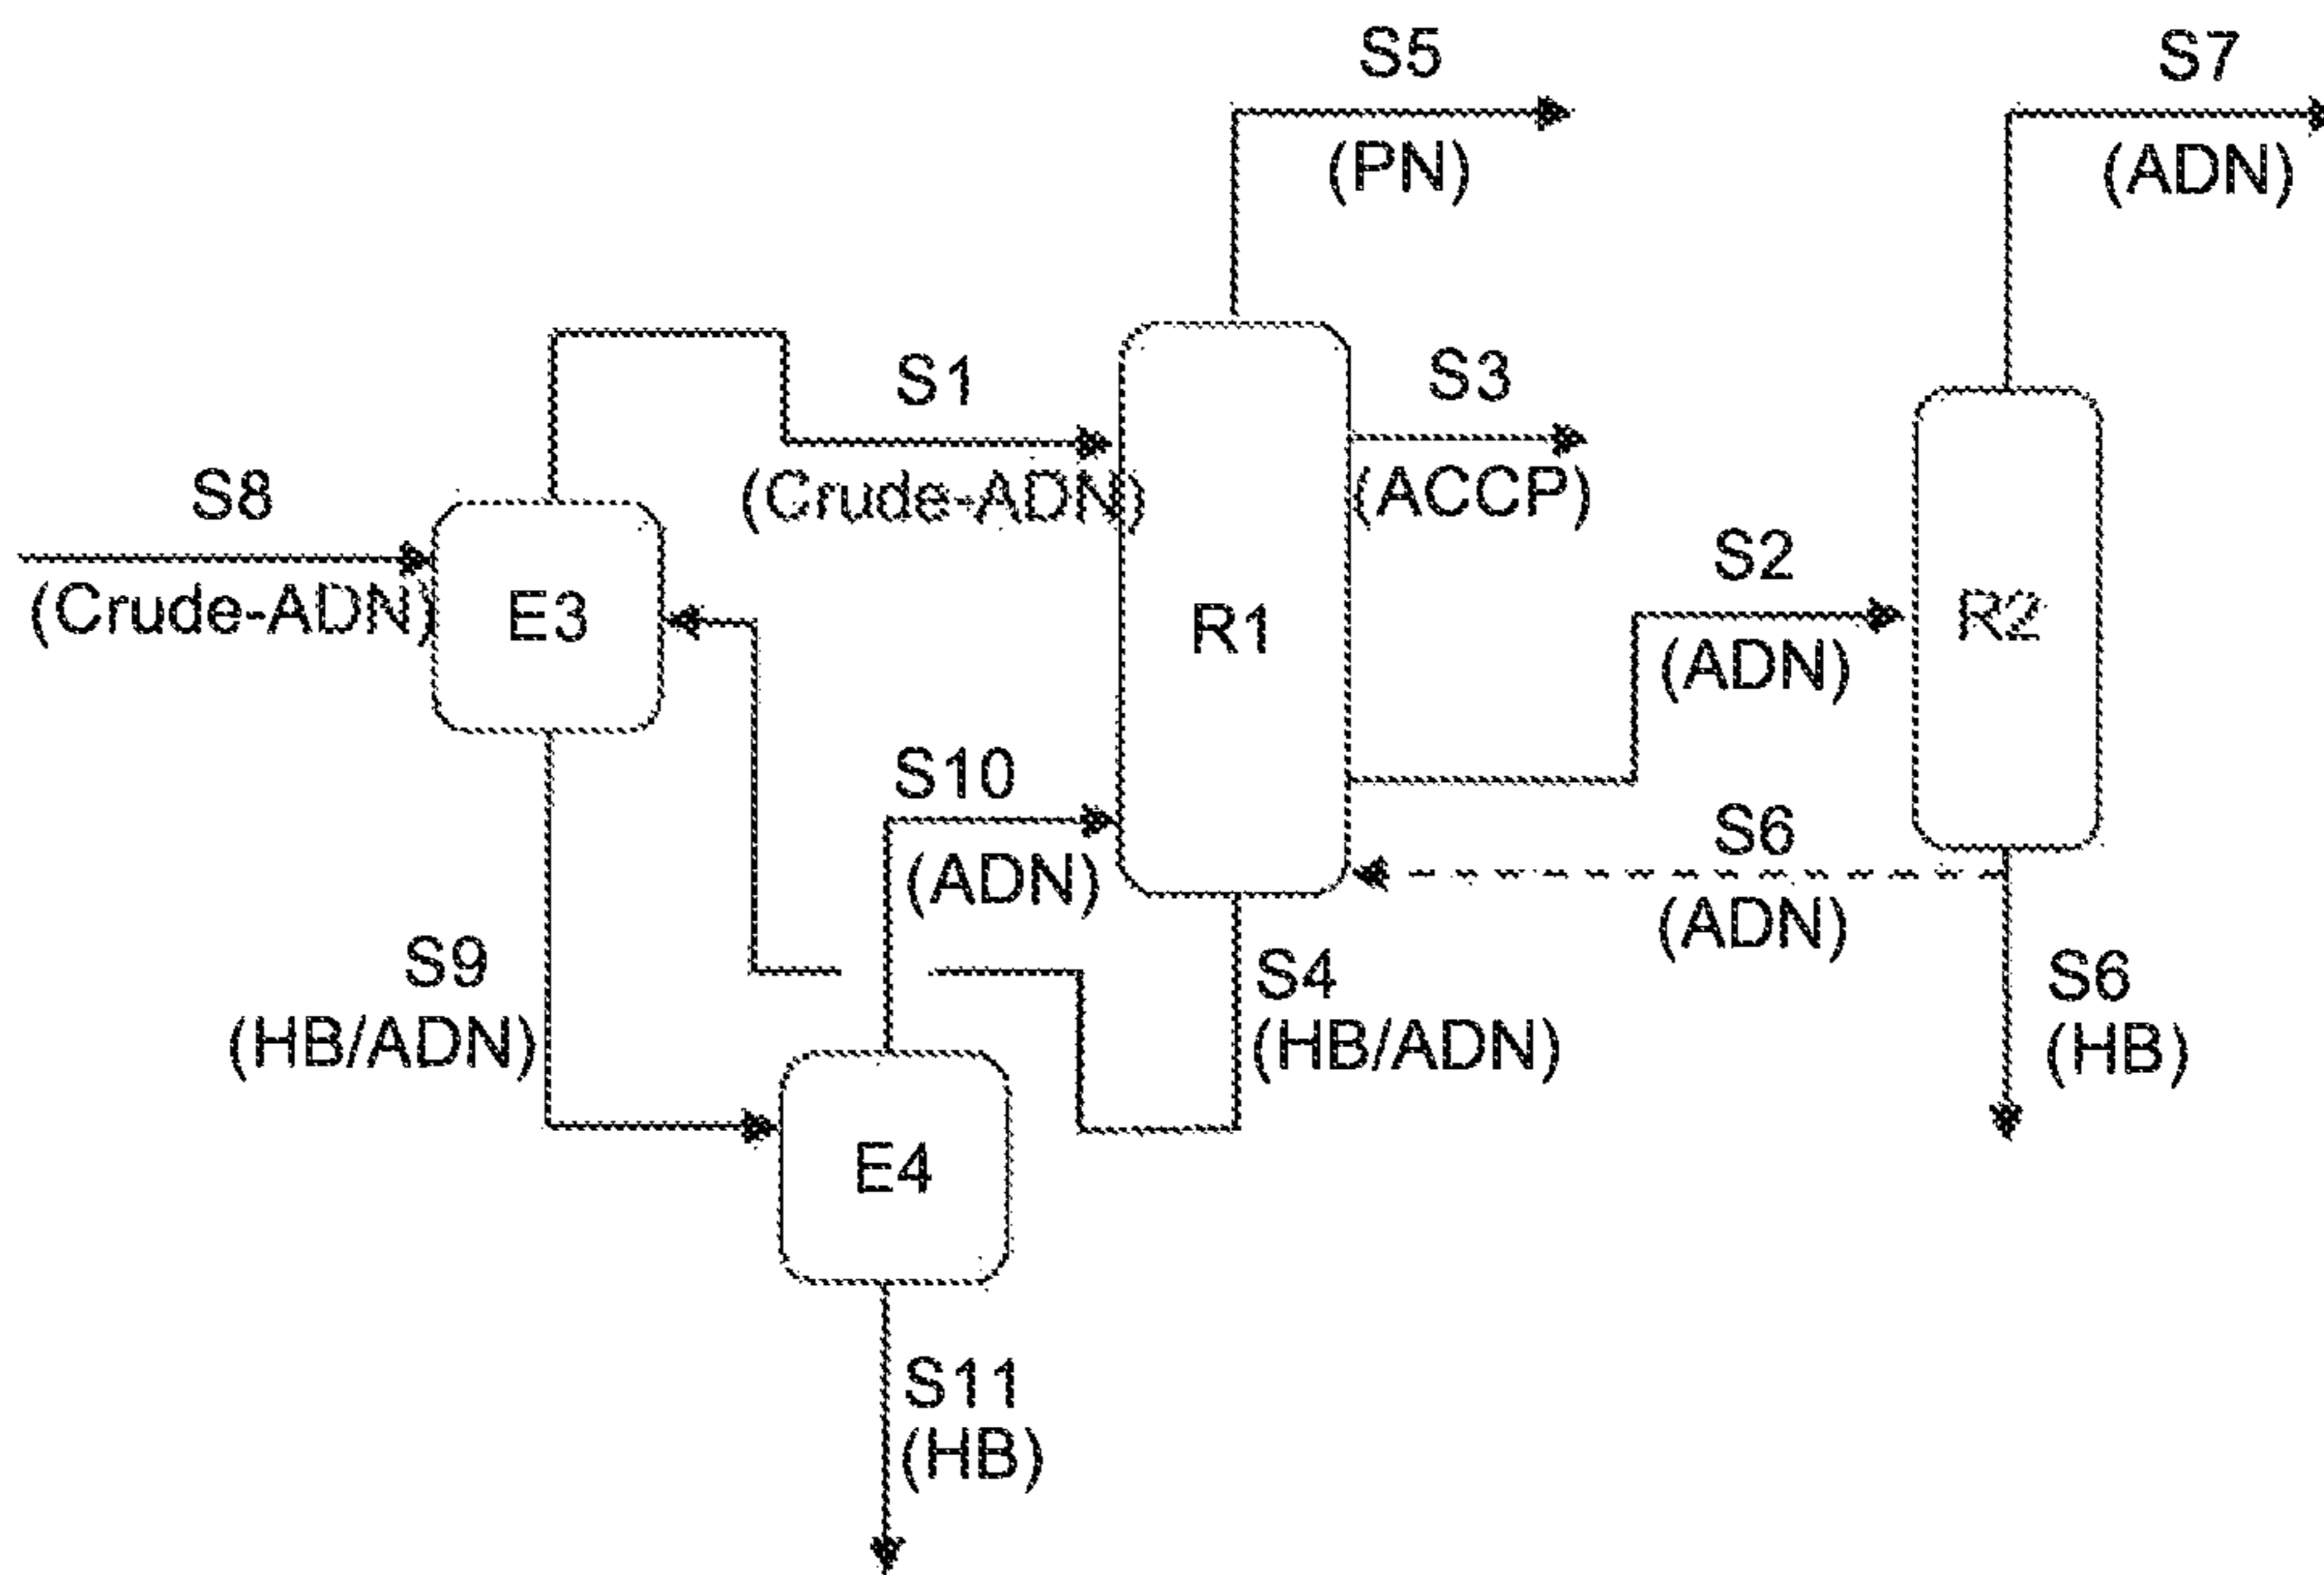 S5
(PN)
S7
(ADN)
S1
(Crude-ADN)
S3
(ACCP)
S8
(Crude-ADN)
E3
R1
S2
(ADN)
R2
S10
(ADN)
S6
(ADN)
S9
(HB/ADN)
S4
(HB/ADN)
S6
(HB)
E4
S11
(HB)